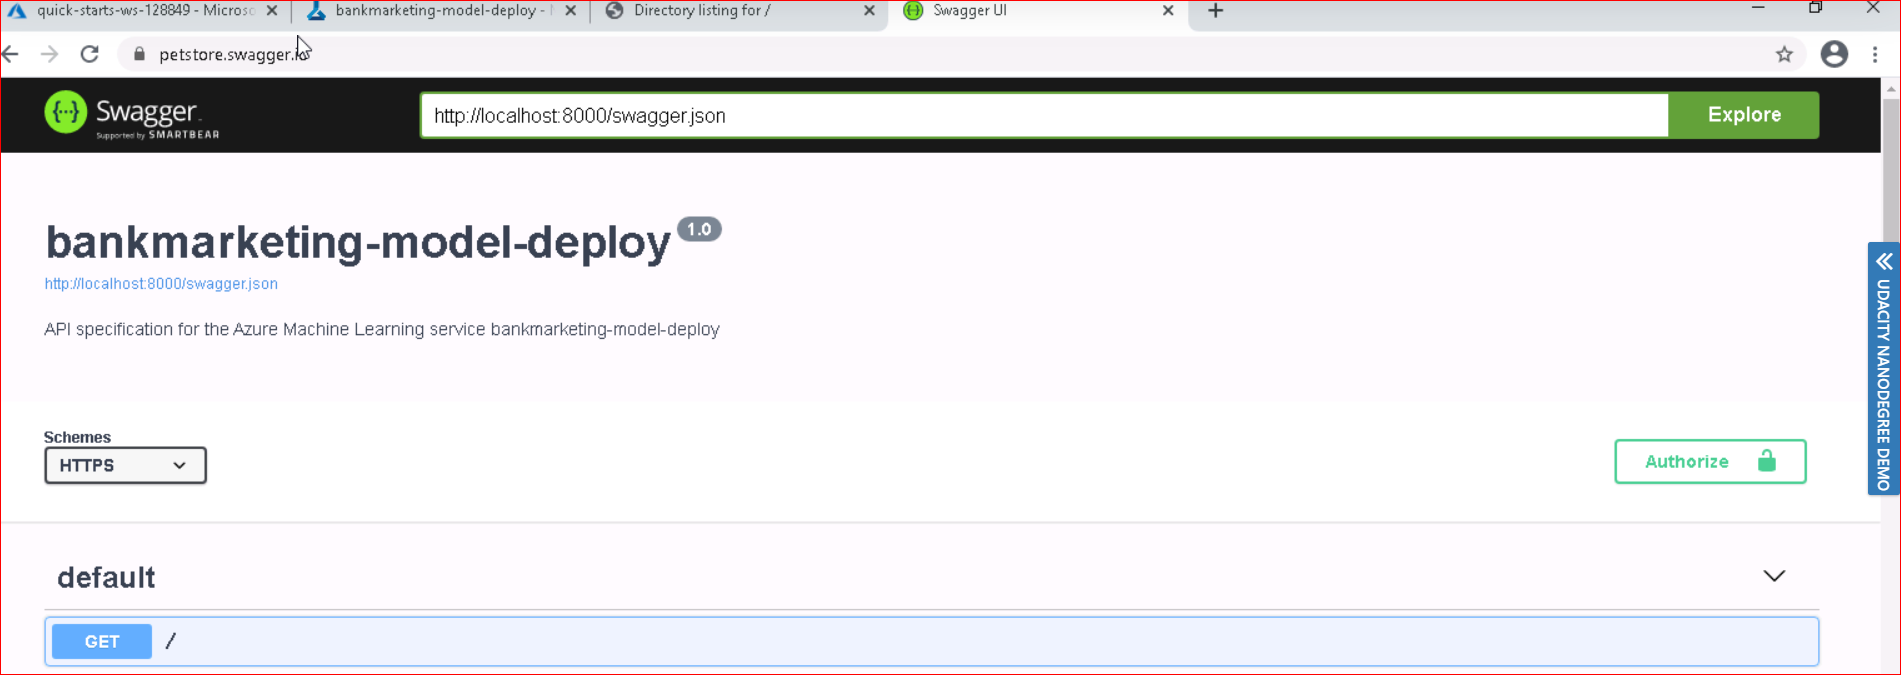 quick-starts-ws-128849 - Microso
bankmarketing-model-deploy -
Directory listing for /
Swagger UI
petstore.swagger.io
Swagger
Supported by SMARTBEAR
http://localhost:8000/swagger.json
Explore
bankmarketing-model-deploy 1.0
http://localhost:8000/swagger.json
API specification for the Azure Machine Learning service bankmarketing-model-deploy
Schemes
HTTPS
Authorize
UDACITY NANODEGREE DEMO
default
GET /